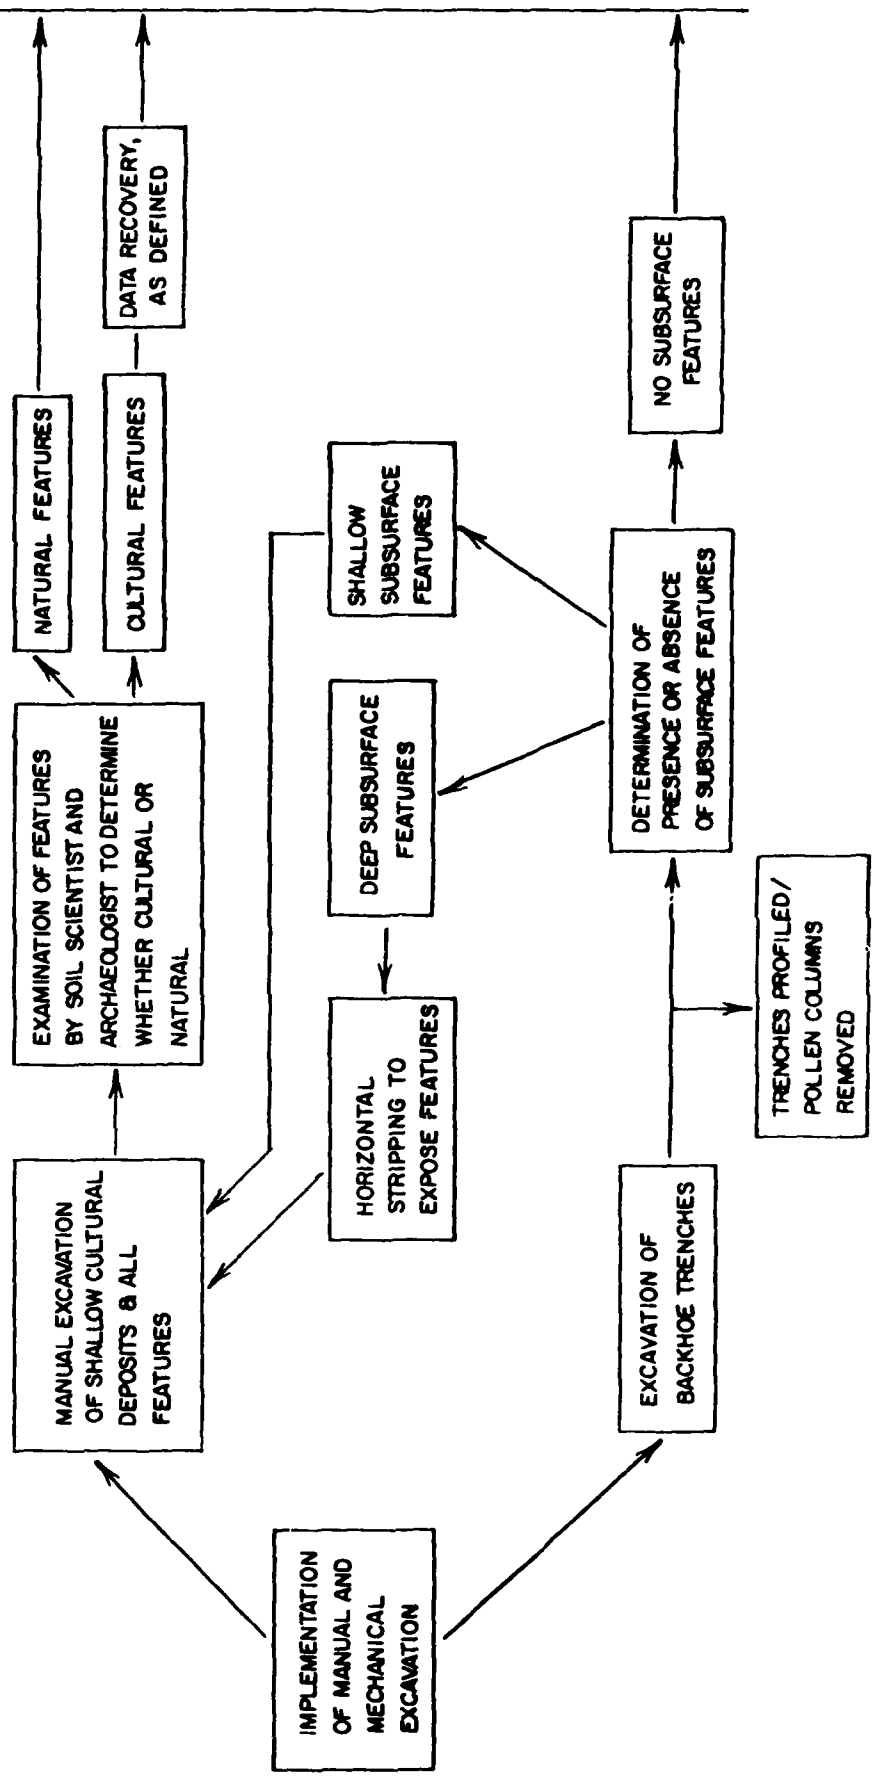 IMPLEMENTATION
OF MANUAL AND
MECHANICAL
EXCAVATION
MANUAL EXCAVATION
OF SHALLOW CULTURAL
DEPOSITS & ALL
FEATURES
EXAMINATION OF FEATURES
BY SOIL SCIENTIST AND
ARCHAEOLOGIST TO DETERMINE
WHETHER CULTURAL OR
NATURAL
NATURAL FEATURES
CULTURAL FEATURES
DATA RECOVERY,
AS DEFINED
HORIZONTAL
STRIPPING TO
EXPOSE FEATURES
DEEP SUBSURFACE
FEATURES
SHALLOW
SUBSURFACE
FEATURES
EXCAVATION OF
BACKHOE TRENCHES
TRENCHES PROFILED/
POLLEN COLUMNS
REMOVED
DETERMINATION OF
PRESENCE OR ABSENCE
OF SUBSURFACE FEATURES
NO SUBSURFACE
FEATURES